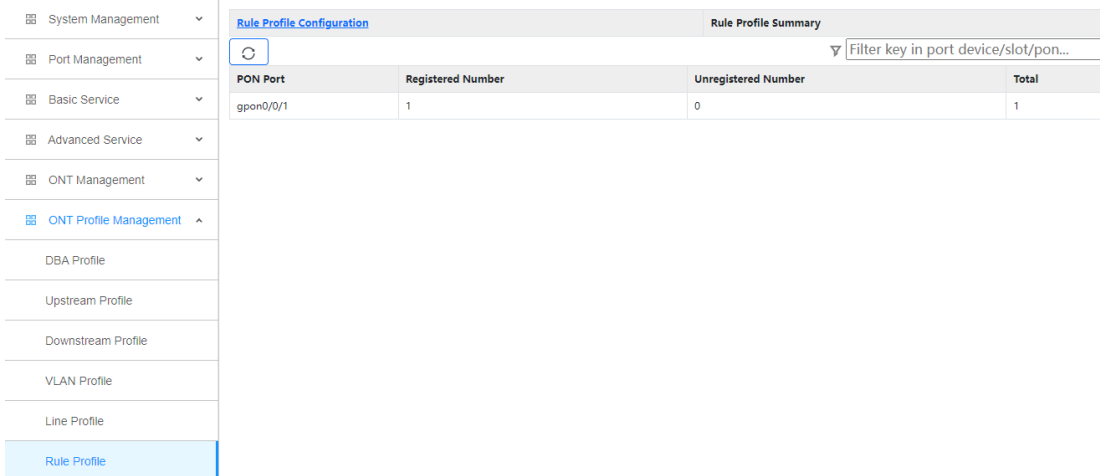 System Management
Port Management
Basic Service
Advanced Service
ONT Management
ONT Profile Management
DBA Profile
Upstream Profile
Downstream Profile
VLAN Profile
Line Profile
Rule Profile
Rule Profile Configuration Rule Profile Summary
Filter key in port device/slot/pon...
PON Port Registered Number Unregistered Number Total
gpon0/0/1 1 0 1